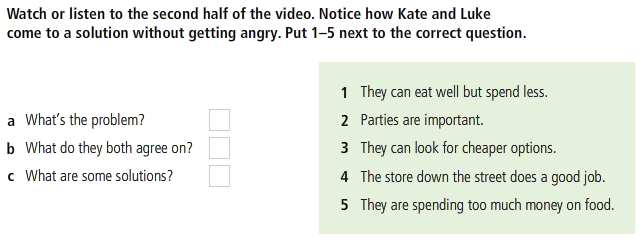 Watch or listen to the second half of the video. Notice how Kate and Luke
come to a solution without getting angry. Put 1–5 next to the correct question.
a What's the problem?
b What do they both agree on?
c What are some solutions?
1 They can eat well but spend less.
2 Parties are important.
3 They can look for cheaper options.
4 The store down the street does a good job.
5 They are spending too much money on food.